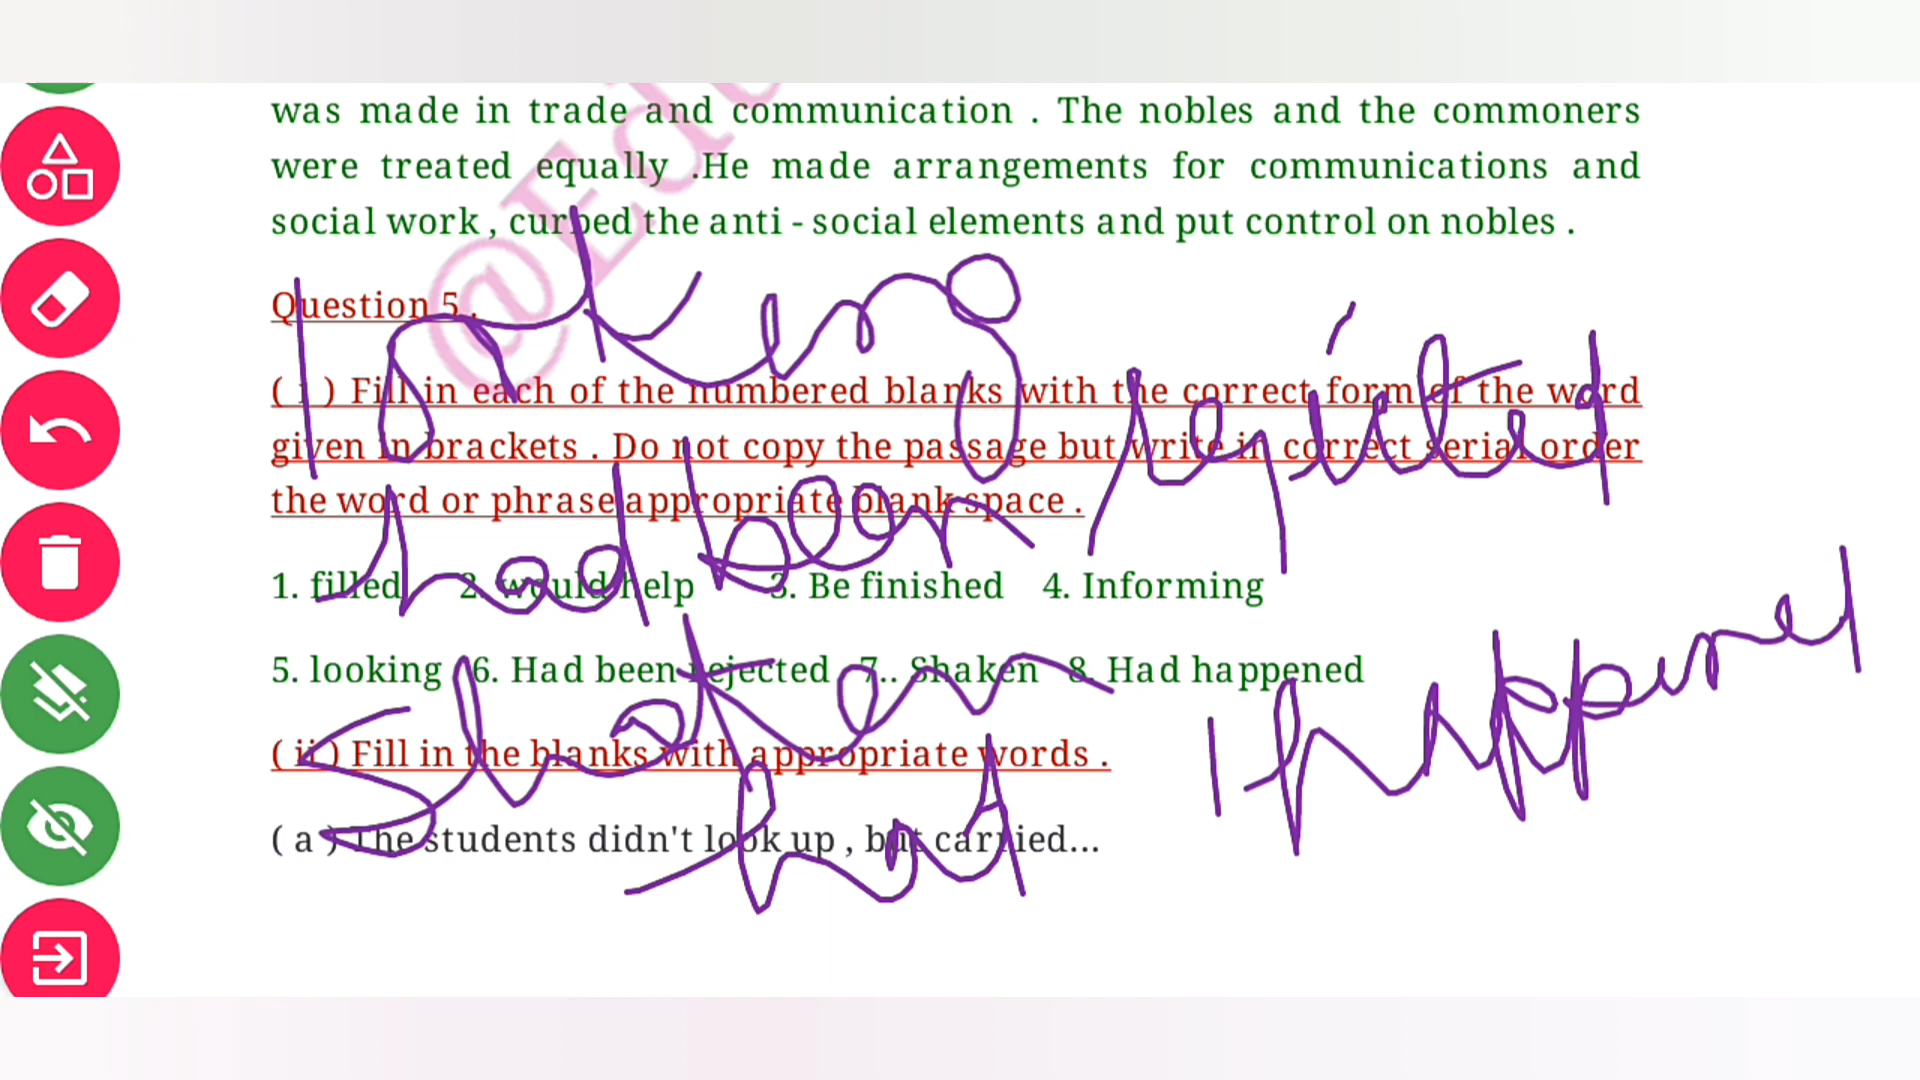 was made in trade and communication . The nobles and the commoners
were treated equally .He made arrangements for communications and
social work , curbed the anti - social elements and put control on nobles .
Question 5 .
( i ) Fill in each of the numbered blanks with the correct form of the word
given in brackets . Do not copy the passage but write in correct serial order
the word or phrase appropriate blank space .
had been
1. filled 2. would help 3. Be finished 4. Informing
5. looking 6. Had been rejected 7.. Shaken 8. Had happened
Shaken
( ii ) Fill in the blanks with appropriate words .
( a ) The students didn't look up , but carried...
had